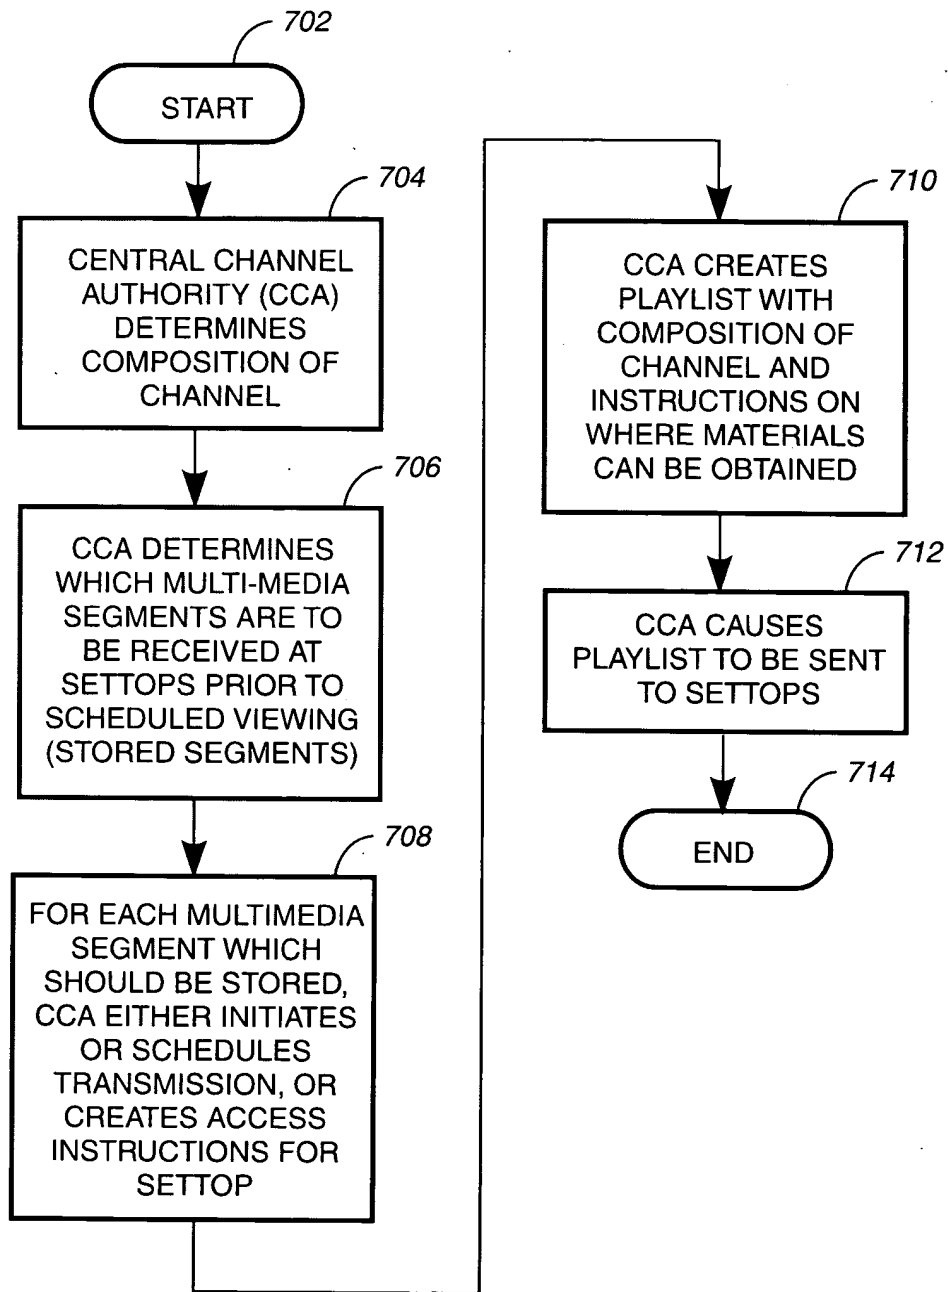 702
START
704
CENTRAL CHANNEL
AUTHORITY (CCA)
DETERMINES
COMPOSITION OF
CHANNEL
706
CCA DETERMINES
WHICH MULTI-MEDIA
SEGMENTS ARE TO
BE RECEIVED AT
SETTOPS PRIOR TO
SCHEDULED VIEWING
(STORED SEGMENTS)
708
FOR EACH MULTIMEDIA
SEGMENT WHICH
SHOULD BE STORED,
CCA EITHER INITIATES
OR SCHEDULES
TRANSMISSION, OR
CREATES ACCESS
INSTRUCTIONS FOR
SETTOP
710
CCA CREATES
PLAYLIST WITH
COMPOSITION OF
CHANNEL AND
INSTRUCTIONS ON
WHERE MATERIALS
CAN BE OBTAINED
712
CCA CAUSES
PLAYLIST TO BE SENT
TO SETTOPS
714
END